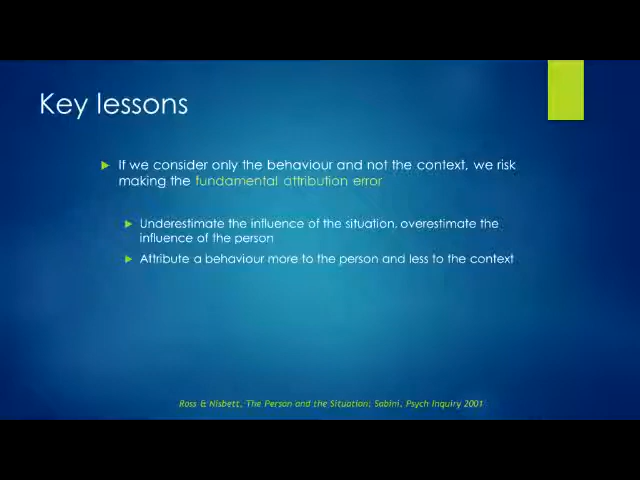 Key lessons
If we consider only the behaviour and not the context, we risk
making the fundamental attribution error
Underestimate the influence of the situation, overestimate the
influence of the person
Attribute a behaviour more to the person and less to the context
Ross & Nisbett, The Person and the Situation; Sabini, Psych Inquiry 2001